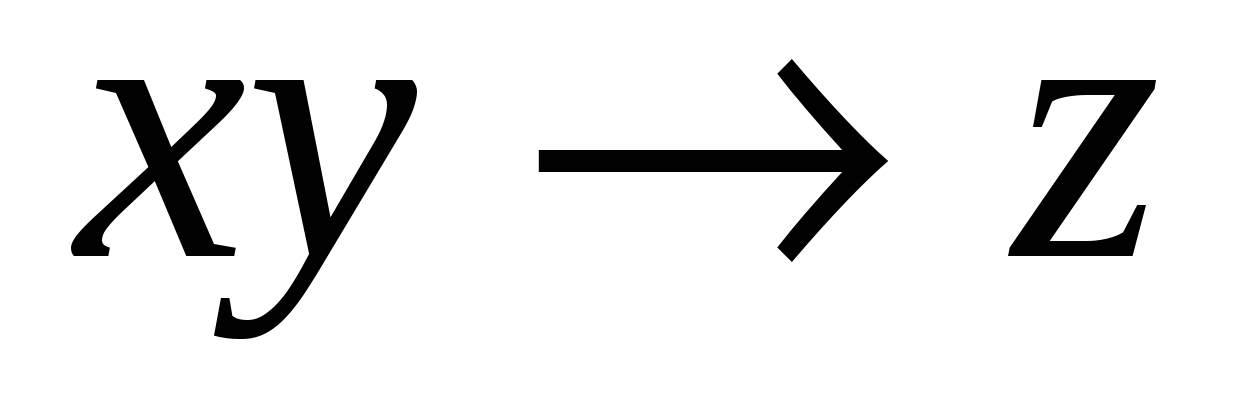 xy → z